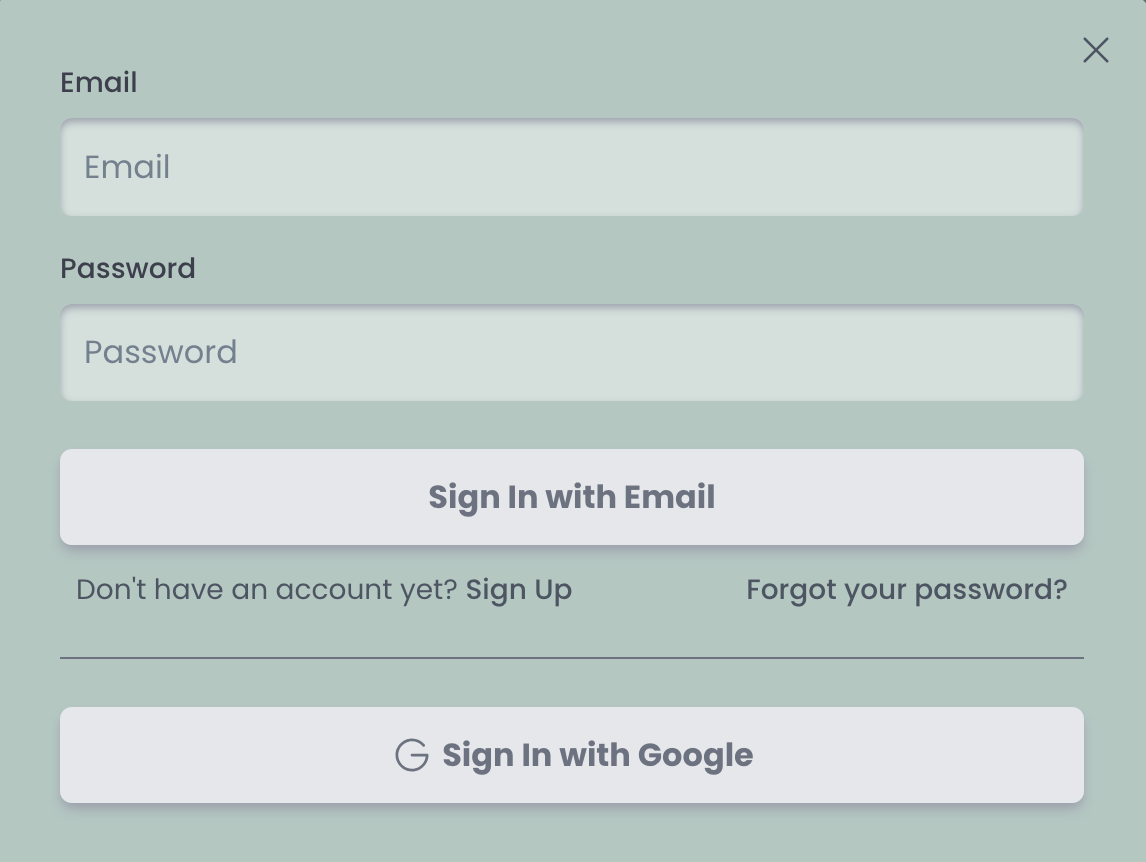 Email
Email
Password
Password
Sign In with Email
Don't have an account yet? Sign Up
Forgot your password?
Sign In with Google